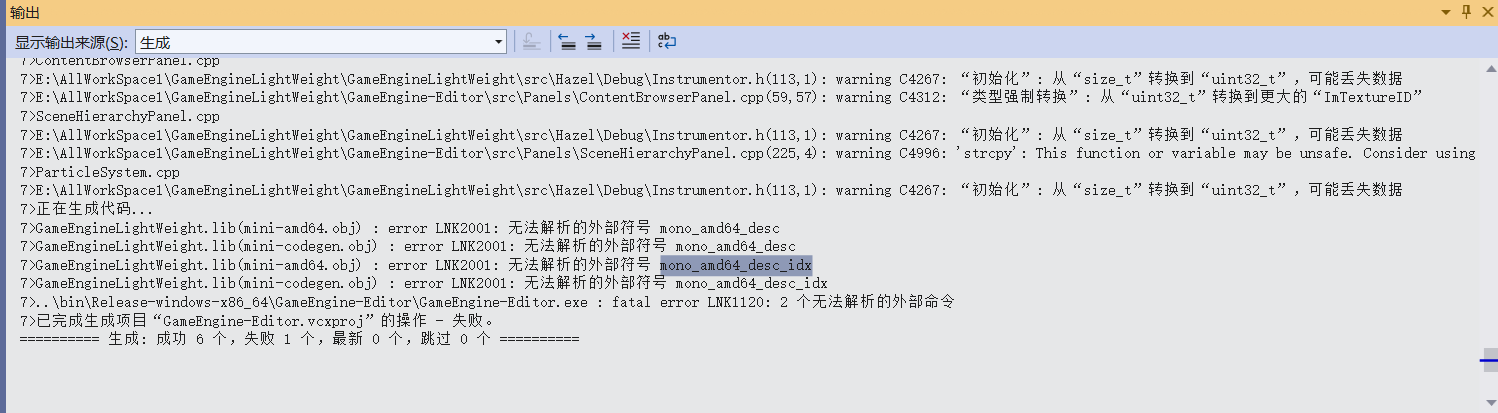 输出
显示输出来源(S): 生成
7>ContentBrowserPanel.cpp
7>E:\AllWorkSpace1\GameEngineLightWeight\GameEngineLightWeight\src\Hazel\Debug\Instrumentor.h(113,1): warning C4267: “初始化”: 从“size_t”转换到“uint32_t”，可能丢失数据
7>E:\AllWorkSpace1\GameEngineLightWeight\GameEngine-Editor\src\Panels\ContentBrowserPanel.cpp(59,57): warning C4312: “类型强制转换”: 从“uint32_t”转换到更大的“ImTextureID”
7>SceneHierarchyPanel.cpp
7>E:\AllWorkSpace1\GameEngineLightWeight\GameEngineLightWeight\src\Hazel\Debug\Instrumentor.h(113,1): warning C4267: “初始化”: 从“size_t”转换到“uint32_t”，可能丢失数据
7>E:\AllWorkSpace1\GameEngineLightWeight\GameEngine-Editor\src\Panels\SceneHierarchyPanel.cpp(225,4): warning C4996: 'strcpy': This function or variable may be unsafe. Consider using
7>ParticleSystem.cpp
7>E:\AllWorkSpace1\GameEngineLightWeight\GameEngineLightWeight\src\Hazel\Debug\Instrumentor.h(113,1): warning C4267: “初始化”: 从“size_t”转换到“uint32_t”，可能丢失数据
7>正在生成代码...
7>GameEngineLightWeight.lib(mini-amd64.obj) : error LNK2001: 无法解析的外部符号 mono_amd64_desc
7>GameEngineLightWeight.lib(mini-codegen.obj) : error LNK2001: 无法解析的外部符号 mono_amd64_desc
7>GameEngineLightWeight.lib(mini-amd64.obj) : error LNK2001: 无法解析的外部符号 mono_amd64_desc_idx
7>GameEngineLightWeight.lib(mini-codegen.obj) : error LNK2001: 无法解析的外部符号 mono_amd64_desc_idx
7>..\bin\Release-windows-x86_64\GameEngine-Editor\GameEngine-Editor.exe : fatal error LNK1120: 2 个无法解析的外部命令
7>已完成生成项目“GameEngine-Editor.vcxproj”的操作 - 失败。
========== 生成: 成功 6 个，失败 1 个，最新 0 个，跳过 0 个 ==========